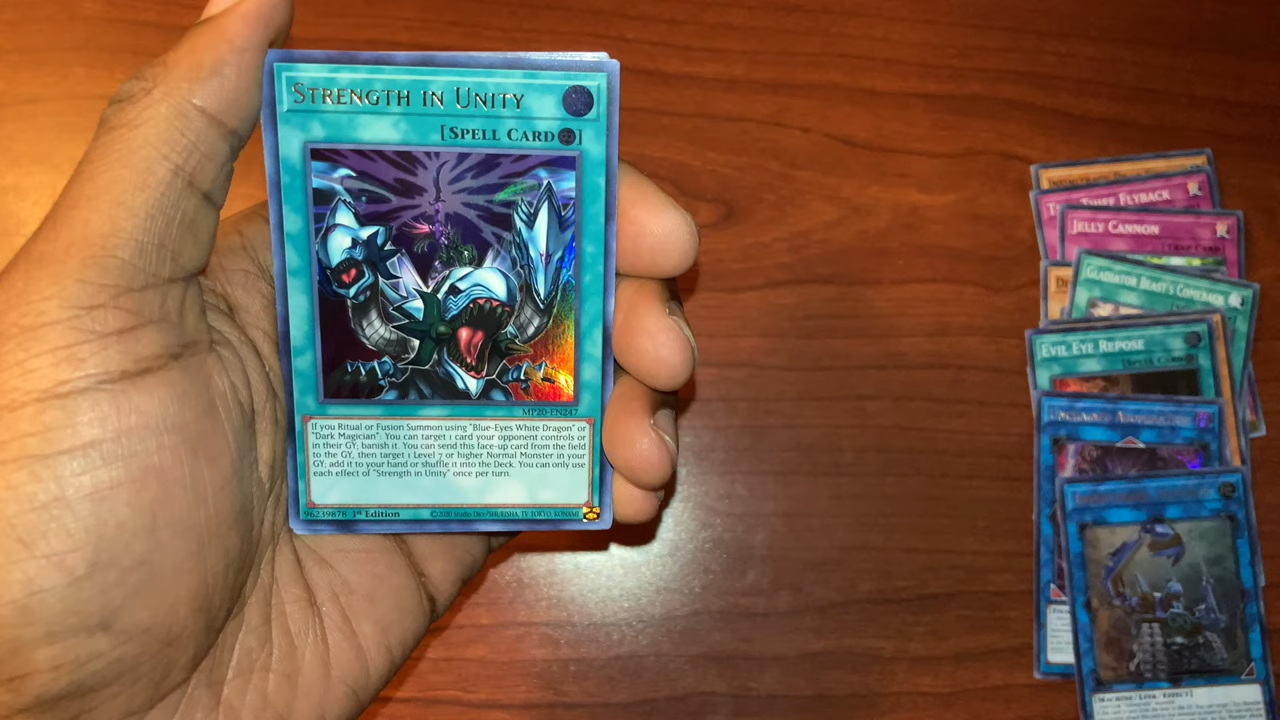 STRENGTH IN UNITY
[SPELL CARD]
MP20-EN247
If you Ritual or Fusion Summon using "Blue-Eyes White Dragon" or
"Dark Magician": You can target 1 card your opponent controls or
in their GY; banish it. You can send this face-up card from the field
to the GY, then target 1 Level 7 or higher Normal Monster in your
GY; add it to your hand or shuffle it into the Deck. You can only use
each effect of "Strength in Unity" once per turn.
96239878 1st Edition ©2020 Studio Dice/SHUEISHA, TV TOKYO, KONAMI
THIEF FLYBACK
JELLY CANNON
[TRAP CARD]
GLADIATOR BEAST'S COMEBACK
EVIL EYE REPOSE
[SPELL CARD]
[MACHINE/LINK/EFFECT]